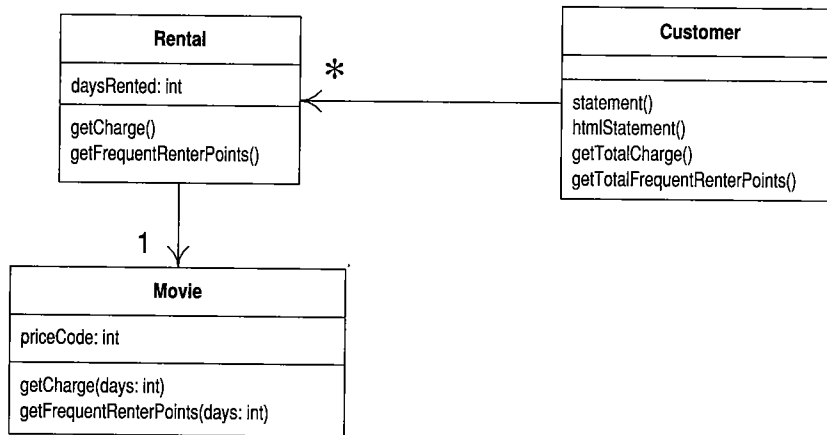 Rental
daysRented: int
getCharge()
getFrequentRenterPoints()
*
Customer
statement()
htmlStatement()
getTotalCharge()
getTotalFrequentRenterPoints()
1
Movie
priceCode: int
getCharge(days: int)
getFrequentRenterPoints(days: int)